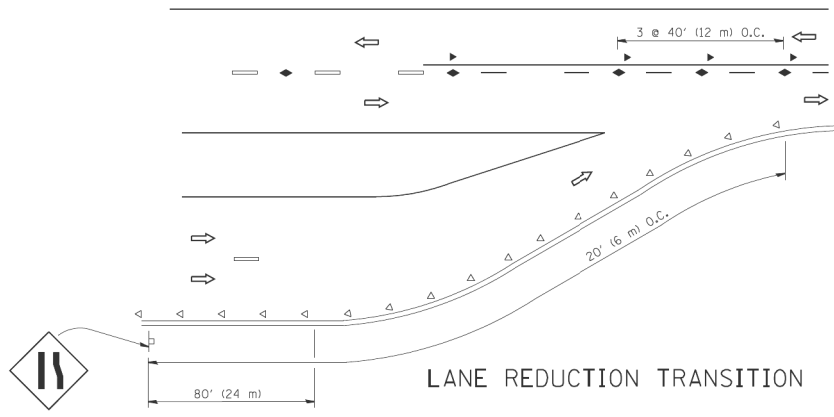 3 @ 40' (12 m) O.C.
20' (6 m) O.C.
80' (24 m)
LANE REDUCTION TRANSITION